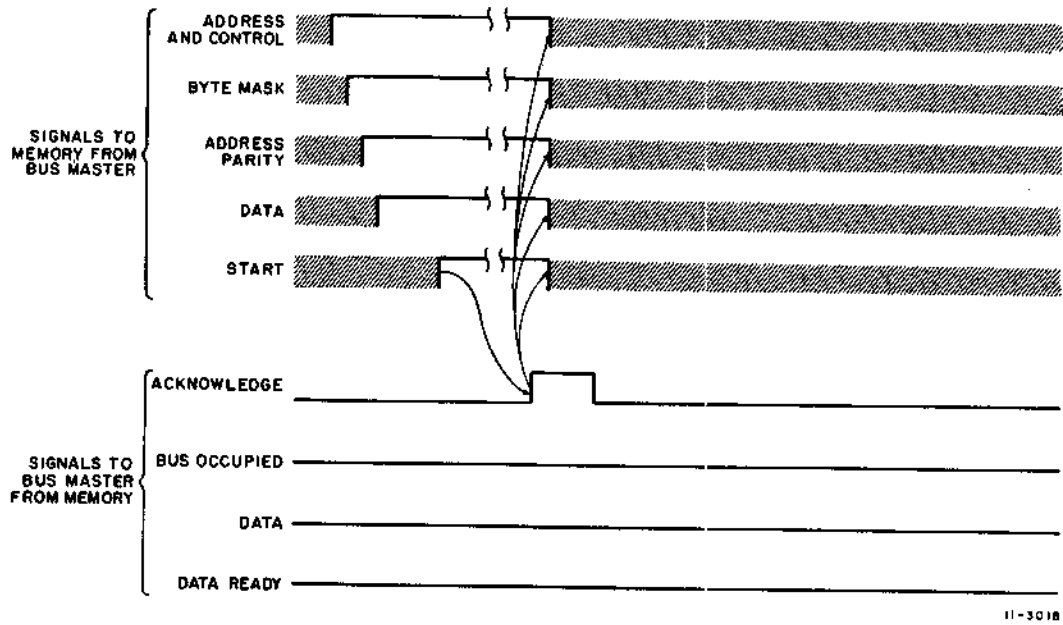 ADDRESS
AND CONTROL
BYTE MASK
SIGNALS TO
MEMORY FROM
BUS MASTER
ADDRESS
PARITY
DATA
START
ACKNOWLEDGE
SIGNALS TO
BUS MASTER
FROM MEMORY
BUS OCCUPIED
DATA
DATA READY
11-3018